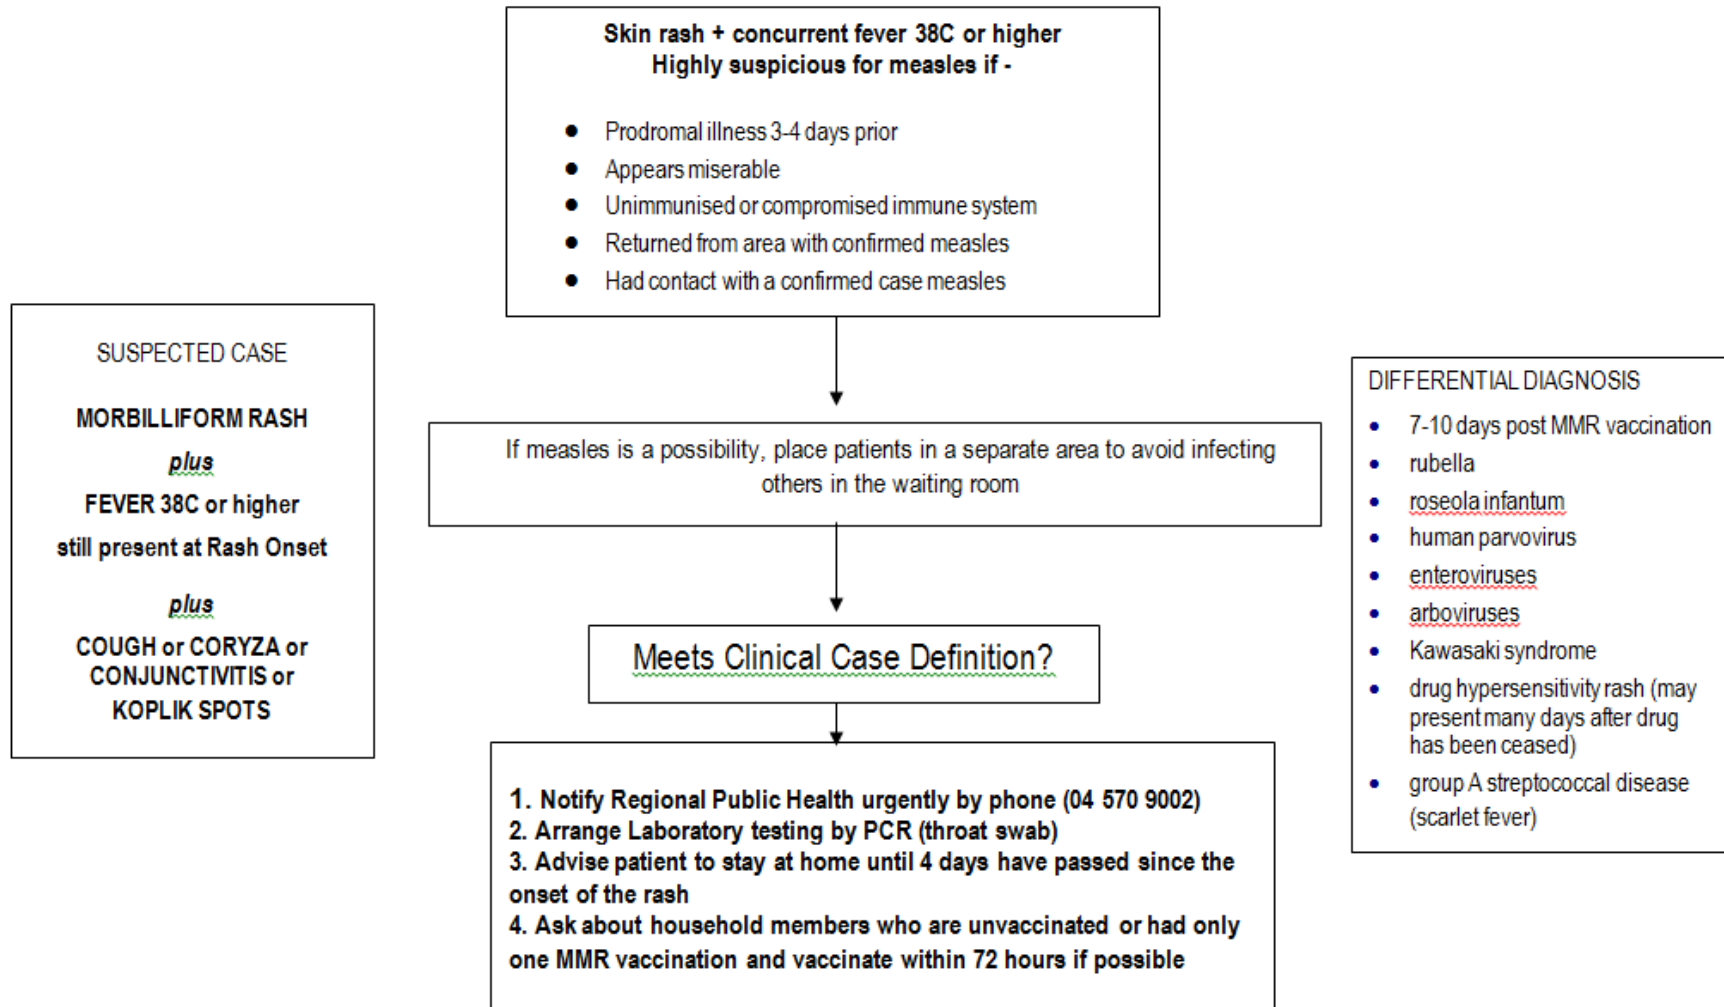 Skin rash + concurrent fever 38C or higher
Highly suspicious for measles if -
● Prodromal illness 3-4 days prior
● Appears miserable
● Unimmunised or compromised immune system
● Returned from area with confirmed measles
● Had contact with a confirmed case measles
SUSPECTED CASE
MORBILLIFORM RASH
plus
FEVER 38C or higher
still present at Rash Onset
plus
COUGH or CORYZA or
CONJUNCTIVITIS or
KOPLIK SPOTS
If measles is a possibility, place patients in a separate area to avoid infecting
others in the waiting room
Meets Clinical Case Definition?
1. Notify Regional Public Health urgently by phone (04 570 9002)
2. Arrange Laboratory testing by PCR (throat swab)
3. Advise patient to stay at home until 4 days have passed since the
onset of the rash
4. Ask about household members who are unvaccinated or had only
one MMR vaccination and vaccinate within 72 hours if possible
DIFFERENTIAL DIAGNOSIS
• 7-10 days post MMR vaccination
• rubella
• roseola infantum
• human parvovirus
• enteroviruses
• arboviruses
• Kawasaki syndrome
• drug hypersensitivity rash (may
present many days after drug
has been ceased)
• group A streptococcal disease
(scarlet fever)